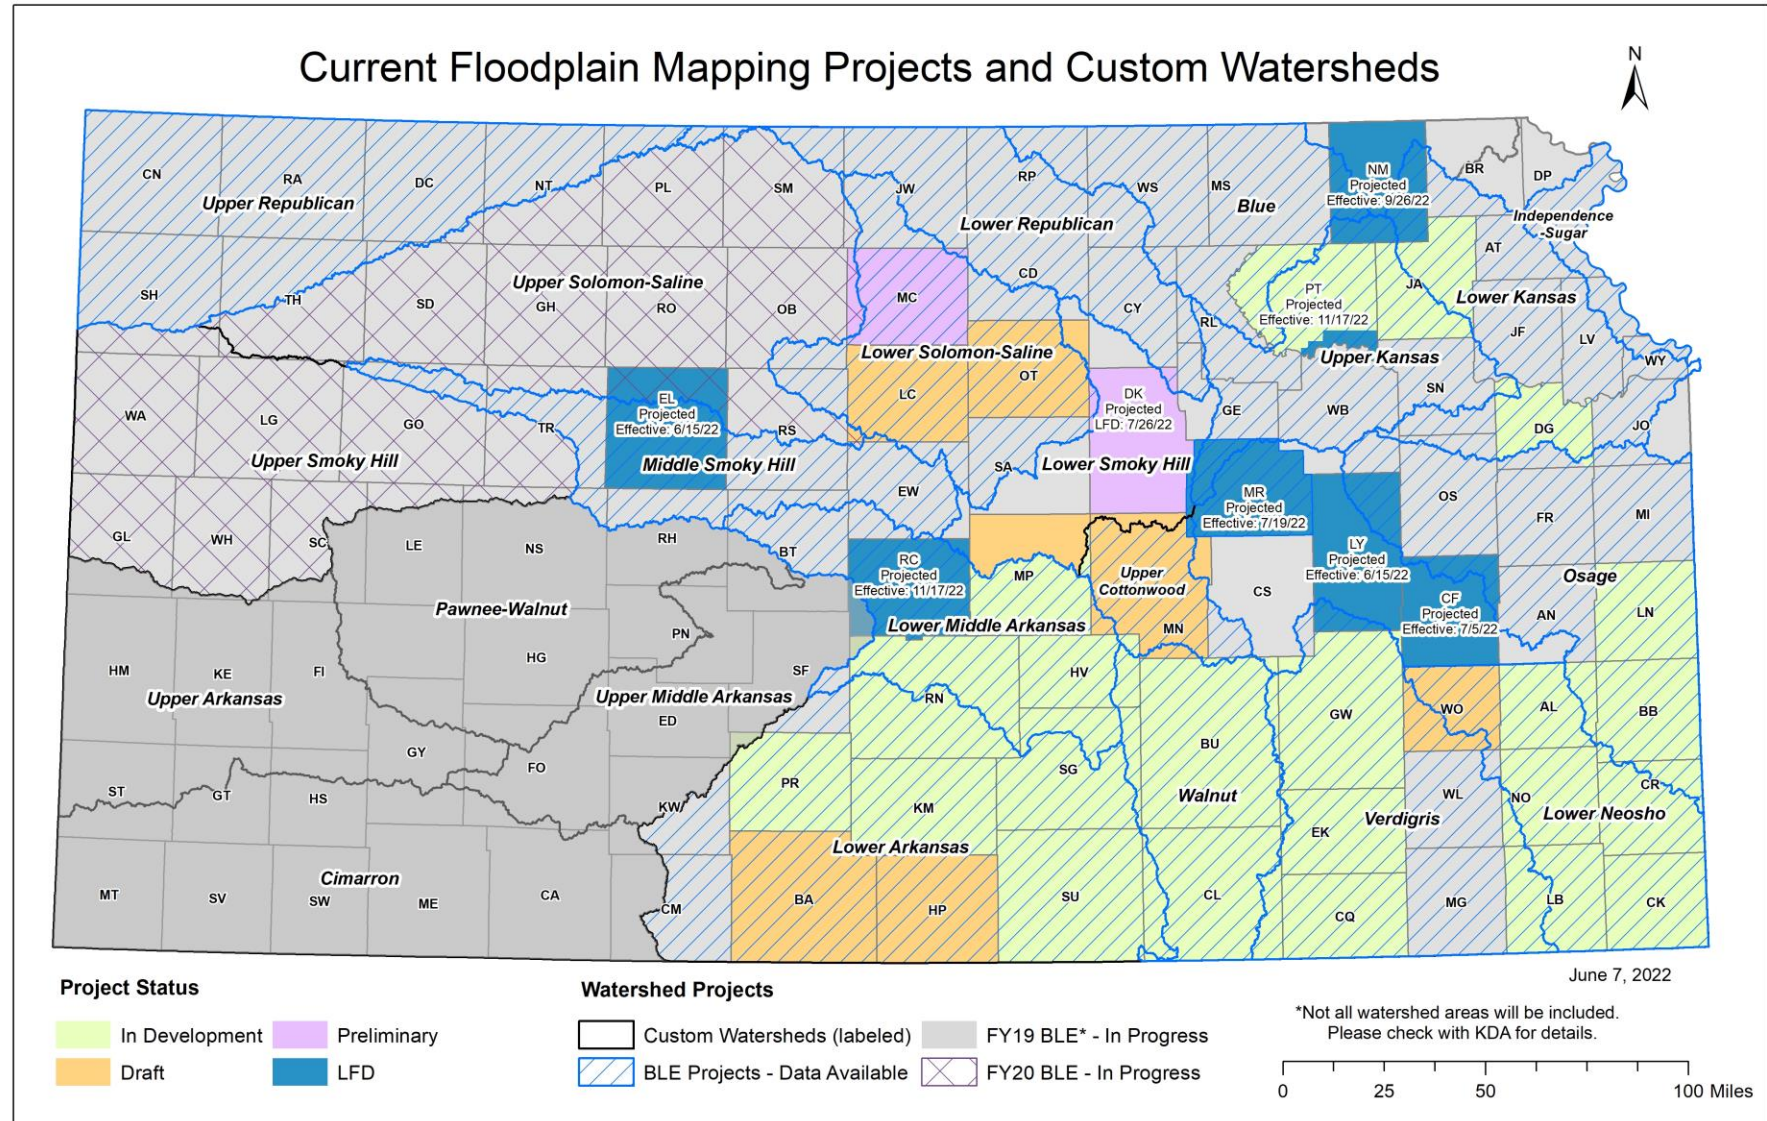 Current Floodplain Mapping Projects and Custom Watersheds
N
CN
RA
DC
NT
PL
SM
JW
RP
WS
MS
NM
Projected
Effective: 9/26/22
BR
DP
Upper Republican
Lower Republican
Blue
Independence
-Sugar
AT
SH
TH
SD
Upper Solomon-Saline
GH
RO
OB
MC
CD
CY
RL
PT
Projected
Effective: 11/17/22
JA
Lower Kansas
JF
LV
WY
Lower Solomon-Saline
OT
LC
Upper Kansas
WA
LG
GO
TR
EL
Projected
Effective: 6/15/22
RS
DK
Projected
LFD: 7/26/22
GE
WB
SN
DG
JO
Upper Smoky Hill
Middle Smoky Hill
SA
Lower Smoky Hill
EW
MR
Projected
Effective: 7/19/22
OS
FR
MI
GL
WH
SC
LE
NS
RH
BT
RC
Projected
Effective: 11/17/22
MP
Upper
Cottonwood
MN
CS
LY
Projected
Effective: 6/15/22
CF
Projected
Effective: 7/5/22
Osage
AN
LN
Pawnee-Walnut
PN
Lower Middle Arkansas
HM
KE
FI
HG
SF
Upper Arkansas
Upper Middle Arkansas
ED
RN
HV
GW
WO
AL
BB
GY
FO
BU
ST
GT
HS
KW
PR
KM
SG
Walnut
EK
Verdigris
WL
NO
Lower Neosho
CR
Lower Arkansas
Cimarron
MT
SV
SW
ME
CA
CM
BA
HP
SU
CL
CQ
MG
LB
CK
June 7, 2022
Project Status
In Development
Preliminary
Draft
LFD
Watershed Projects
Custom Watersheds (labeled)
FY19 BLE* - In Progress
BLE Projects - Data Available
FY20 BLE - In Progress
*Not all watershed areas will be included.
Please check with KDA for details.
0 25 50 100 Miles